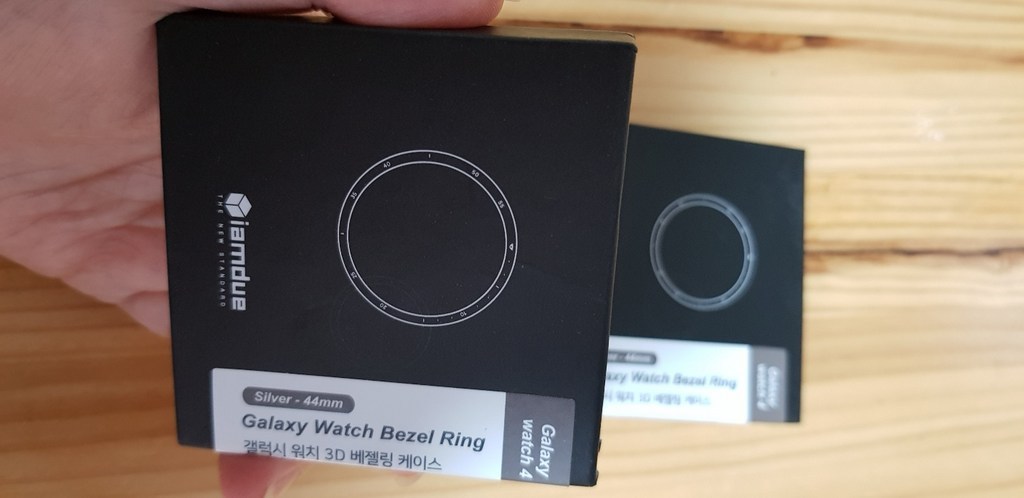 iamdue
THE NEW STANDARD
Silver - 44mm
Galaxy Watch Bezel Ring
갤럭시 워치 3D 베젤링 케이스
Galaxy
watch 4
44mm
Watch Bezel Ring
워치 3D 베젤링 케이스
Galaxy